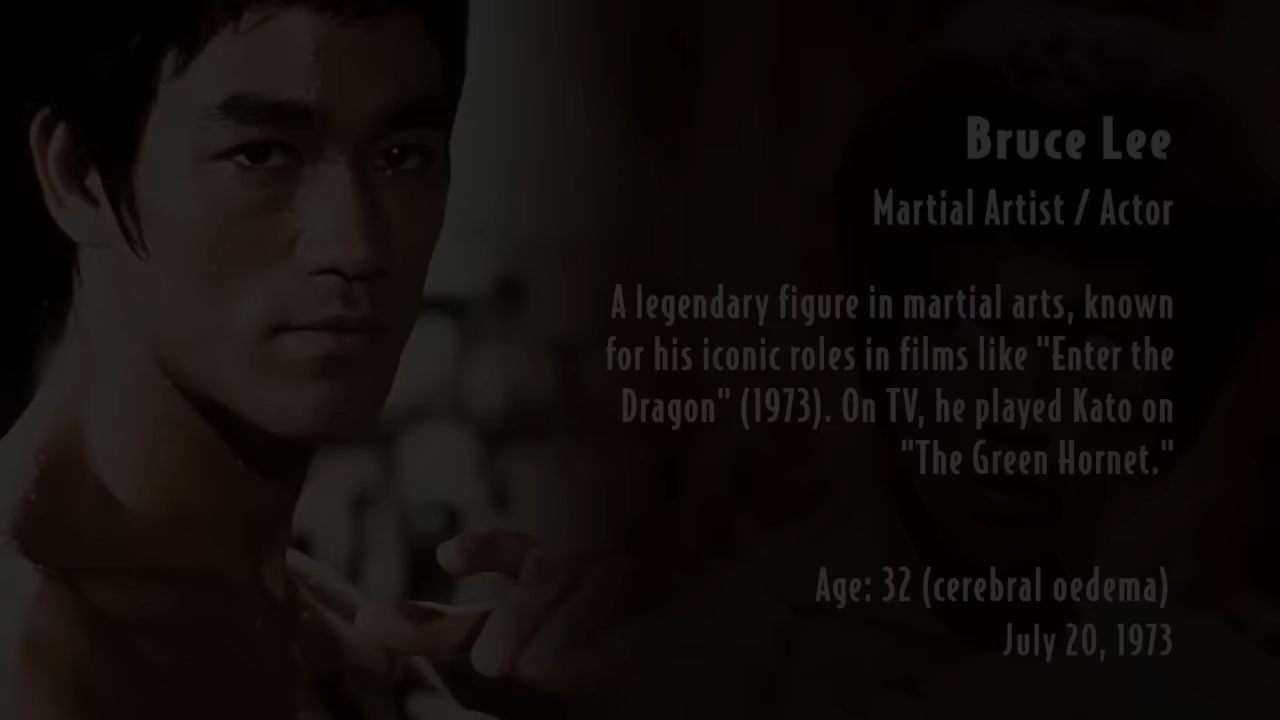 Bruce Lee
Martial Artist / Actor
A legendary figure in martial arts, known
for his iconic roles in films like "Enter the
Dragon" (1973). On TV, he played Kato on
"The Green Hornet."
Age: 32 (cerebral oedema)
July 20, 1973